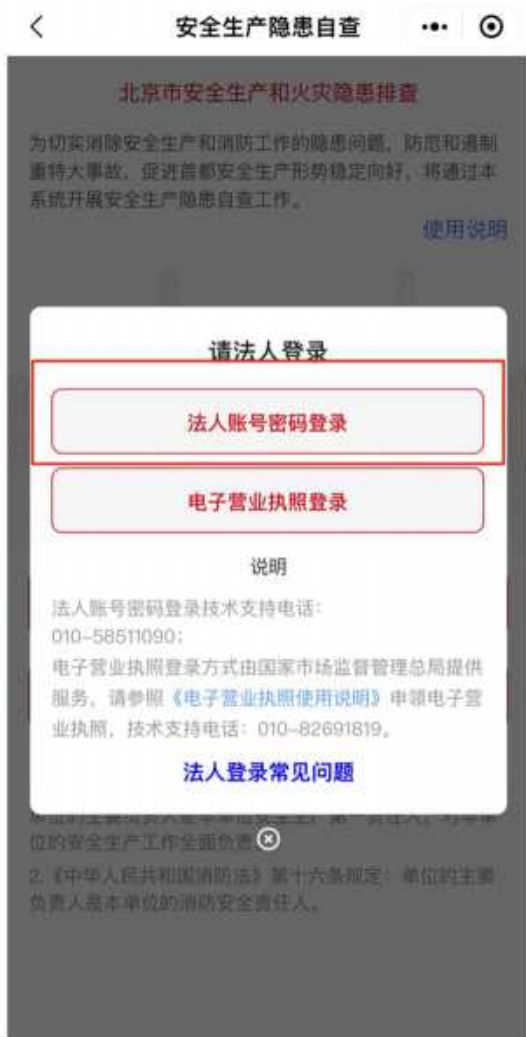 安全生产隐患自查
北京市安全生产和火灾隐患排查
为切实消除安全生产和消防工作的隐患问题，防范和遏制
重特大事故，促进首都安全生产形势稳定向好，将通过本
系统开展安全生产隐患自查工作。
使用说明
请法人登录
法人账号密码登录
电子营业执照登录
说明
法人账号密码登录技术支持电话：
010-58511090；
电子营业执照登录方式由国家市场监督管理总局提供
服务，请参照《电子营业执照使用说明》申领电子营
业执照，技术支持电话：010-82691819。
法人登录常见问题
位的安全生产工作全面负责
2.《中华人民共和国消防法》第十六条规定：单位的主要
负责人是本单位的消防安全责任人。